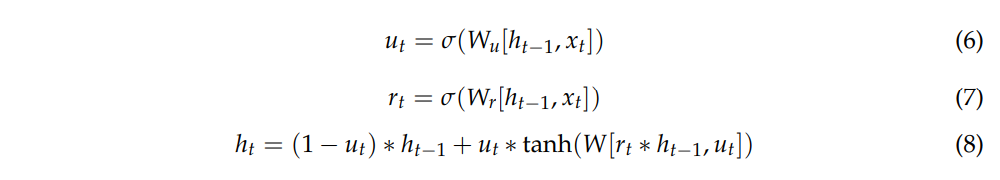 u_t = σ(W_u[h_{t−1}, x_t]) (6)
r_t = σ(W_r[h_{t−1}, x_t]) (7)
h_t = (1 − u_t) ∗ h_{t−1} + u_t ∗ tanh(W[r_t ∗ h_{t−1}, u_t]) (8)